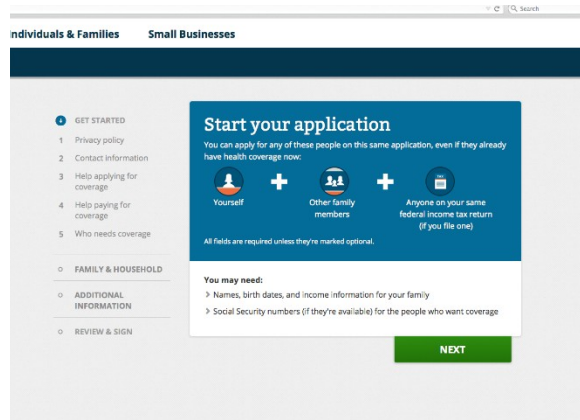 Search
Individuals & Families Small Businesses
GET STARTED
1 Privacy policy
2 Contact information
3 Help applying for
coverage
4 Help paying for
coverage
5 Who needs coverage
FAMILY & HOUSEHOLD
ADDITIONAL
INFORMATION
REVIEW & SIGN
Start your application
You can apply for any of these people on this same application, even if they already
have health coverage now:
Yourself
Other family
members
Anyone on your same
federal income tax return
(if you file one)
All fields are required unless they're marked optional.
You may need:
Names, birth dates, and income information for your family
Social Security numbers (if they're available) for the people who want coverage
NEXT